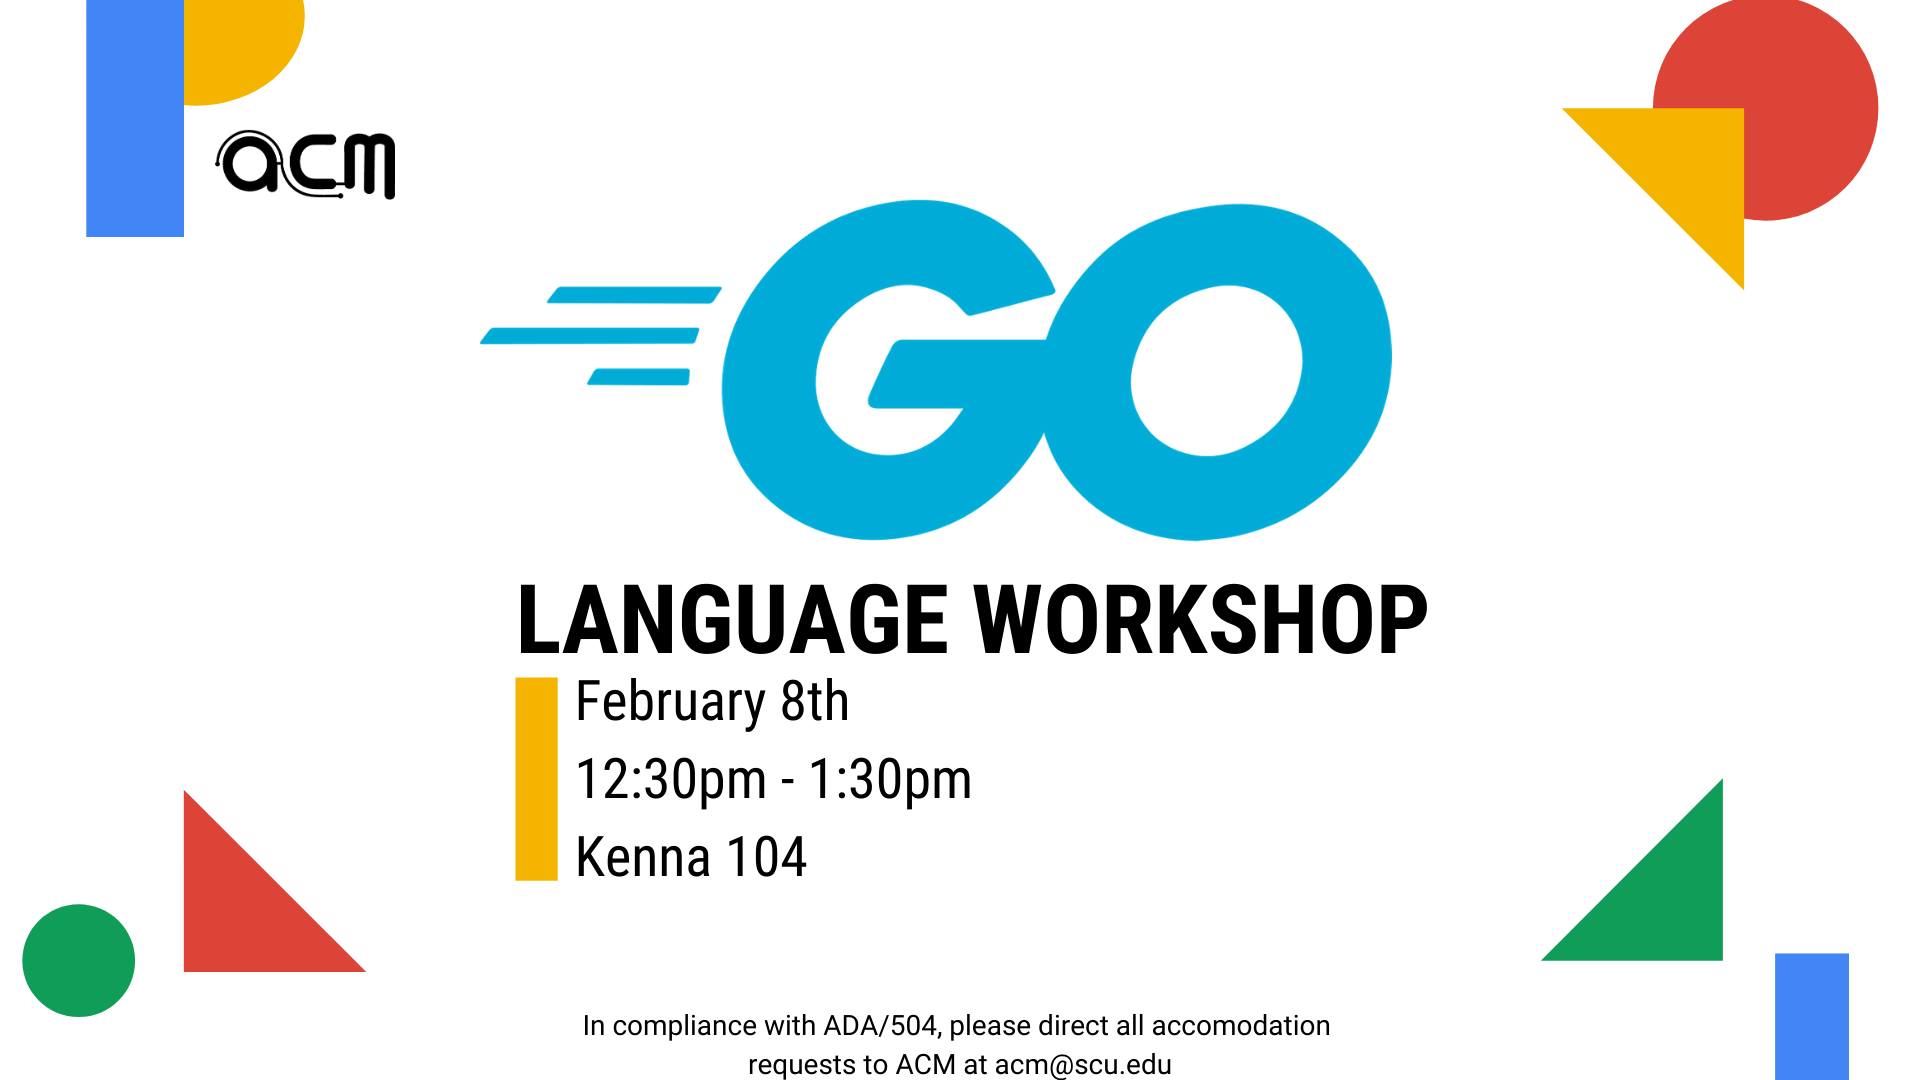 acm
GO
LANGUAGE WORKSHOP
February 8th
12:30pm - 1:30pm
Kenna 104
In compliance with ADA/504, please direct all accomodation
requests to ACM at acm@scu.edu